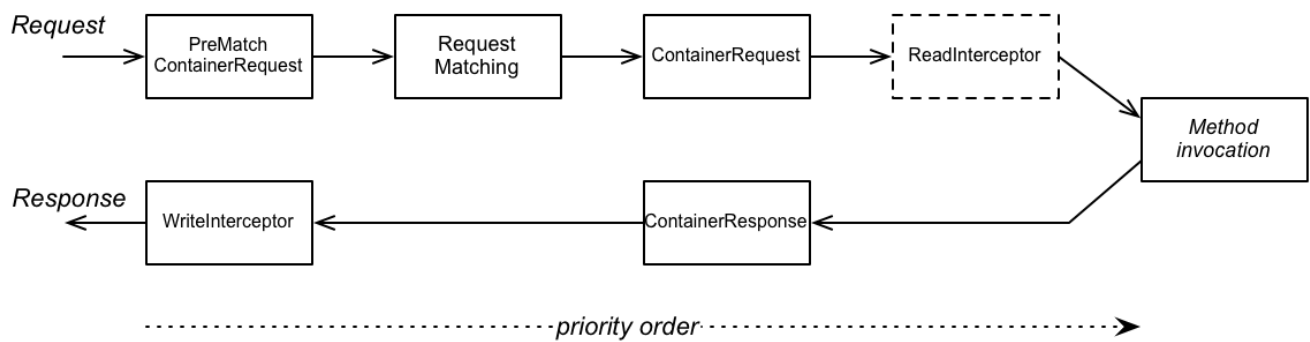 Request
PreMatch
ContainerRequest
Request
Matching
ContainerRequest
ReadInterceptor
Method
invocation
Response
WriteInterceptor
ContainerResponse
priority order